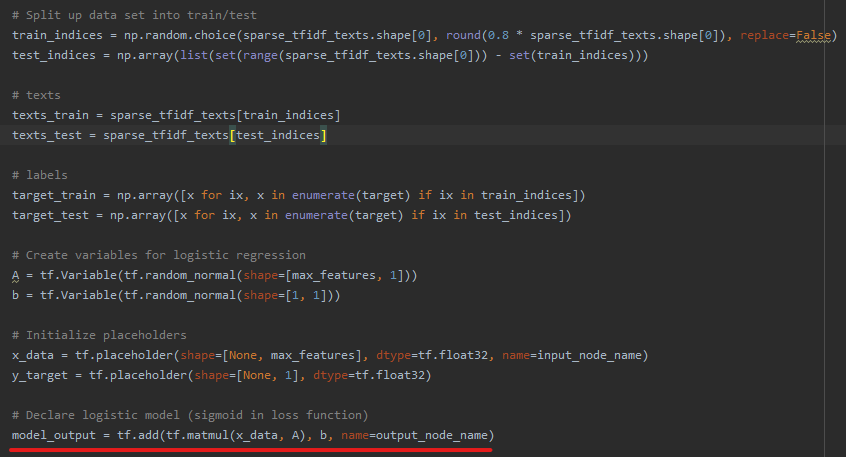 # Split up data set into train/test
train_indices = np.random.choice(sparse_tfidf_texts.shape[0], round(0.8 * sparse_tfidf_texts.shape[0]), replace=False)
test_indices = np.array(list(set(range(sparse_tfidf_texts.shape[0])) - set(train_indices)))
# texts
texts_train = sparse_tfidf_texts[train_indices]
texts_test = sparse_tfidf_texts[test_indices]
# labels
target_train = np.array([x for ix, x in enumerate(target) if ix in train_indices])
target_test = np.array([x for ix, x in enumerate(target) if ix in test_indices])
# Create variables for logistic regression
A = tf.Variable(tf.random_normal(shape=[max_features, 1]))
b = tf.Variable(tf.random_normal(shape=[1, 1]))
# Initialize placeholders
x_data = tf.placeholder(shape=[None, max_features], dtype=tf.float32, name=input_node_name)
y_target = tf.placeholder(shape=[None, 1], dtype=tf.float32)
# Declare logistic model (sigmoid in loss function)
model_output = tf.add(tf.matmul(x_data, A), b, name=output_node_name)